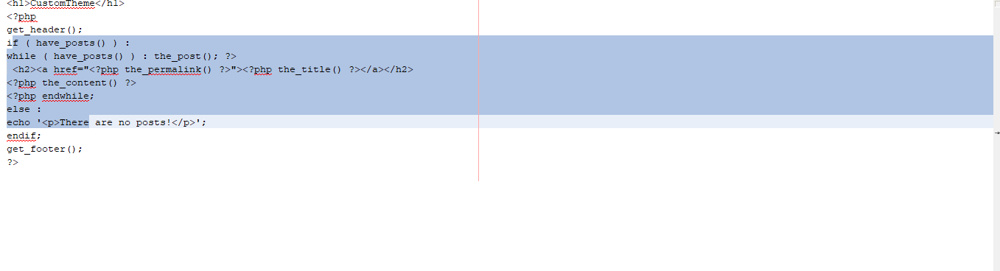 <h1>CustomTheme</h1>
<?php
get_header();
if ( have_posts() ) :
while ( have_posts() ) : the_post(); ?>
 <h2><a href="<?php the_permalink() ?>"><?php the_title() ?></a></h2>
<?php the_content() ?>
<?php endwhile;
else :
echo '<p>There are no posts!</p>';
endif;
get_footer();
?>